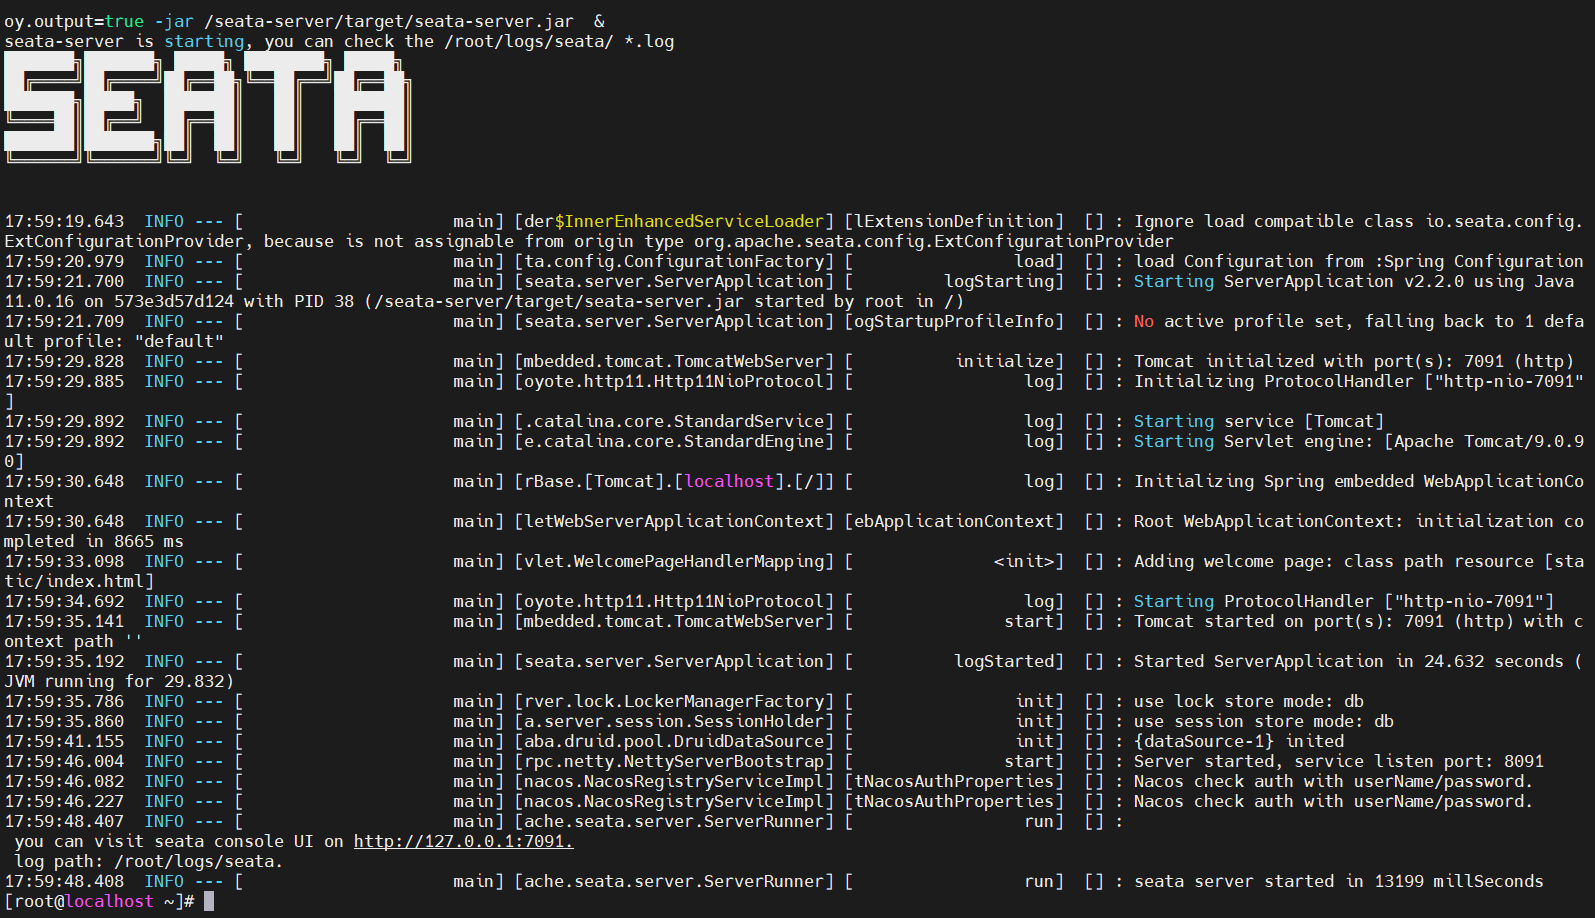 oy.output=true -jar /seata-server/target/seata-server.jar  &
seata-server is starting, you can check the /root/logs/seata/ *.log
SEATA
17:59:19.643  INFO --- [                     main] [der$InnerEnhancedServiceLoader] [lExtensionDefinition]  [] : Ignore load compatible class io.seata.config.
ExtConfigurationProvider, because is not assignable from origin type org.apache.seata.config.ExtConfigurationProvider
17:59:20.979  INFO --- [                     main] [ta.config.ConfigurationFactory] [                load]  [] : load Configuration from :Spring Configuration
17:59:21.700  INFO --- [                     main] [seata.server.ServerApplication] [         logStarting]  [] : Starting ServerApplication v2.2.0 using Java
11.0.16 on 573e3d57d124 with PID 38 (/seata-server/target/seata-server.jar started by root in /)
17:59:21.709  INFO --- [                     main] [seata.server.ServerApplication] [ogStartupProfileInfo]  [] : No active profile set, falling back to 1 defa
ult profile: "default"
17:59:29.828  INFO --- [                     main] [mbedded.tomcat.TomcatWebServer] [          initialize]  [] : Tomcat initialized with port(s): 7091 (http)
17:59:29.885  INFO --- [                     main] [oyote.http11.Http11NioProtocol] [                 log]  [] : Initializing ProtocolHandler ["http-nio-7091"
]
17:59:29.892  INFO --- [                     main] [.catalina.core.StandardService] [                 log]  [] : Starting service [Tomcat]
17:59:29.892  INFO --- [                     main] [e.catalina.core.StandardEngine] [                 log]  [] : Starting Servlet engine: [Apache Tomcat/9.0.9
0]
17:59:30.648  INFO --- [                     main] [rBase.[Tomcat].[localhost].[/]] [                 log]  [] : Initializing Spring embedded WebApplicationCo
ntext
17:59:30.648  INFO --- [                     main] [letWebServerApplicationContext] [ebApplicationContext]  [] : Root WebApplicationContext: initialization co
mpleted in 8665 ms
17:59:33.098  INFO --- [                     main] [vlet.WelcomePageHandlerMapping] [              <init>]  [] : Adding welcome page: class path resource [sta
tic/index.html]
17:59:34.692  INFO --- [                     main] [oyote.http11.Http11NioProtocol] [                 log]  [] : Starting ProtocolHandler ["http-nio-7091"]
17:59:35.141  INFO --- [                     main] [mbedded.tomcat.TomcatWebServer] [               start]  [] : Tomcat started on port(s): 7091 (http) with c
ontext path ''
17:59:35.192  INFO --- [                     main] [seata.server.ServerApplication] [          logStarted]  [] : Started ServerApplication in 24.632 seconds (
JVM running for 29.832)
17:59:35.786  INFO --- [                     main] [rver.lock.LockerManagerFactory] [                init]  [] : use lock store mode: db
17:59:35.860  INFO --- [                     main] [a.server.session.SessionHolder] [                init]  [] : use session store mode: db
17:59:41.155  INFO --- [                     main] [aba.druid.pool.DruidDataSource] [                init]  [] : {dataSource-1} inited
17:59:46.004  INFO --- [                     main] [rpc.netty.NettyServerBootstrap] [               start]  [] : Server started, service listen port: 8091
17:59:46.082  INFO --- [                     main] [nacos.NacosRegistryServiceImpl] [tNacosAuthProperties]  [] : Nacos check auth with userName/password.
17:59:46.227  INFO --- [                     main] [nacos.NacosRegistryServiceImpl] [tNacosAuthProperties]  [] : Nacos check auth with userName/password.
17:59:48.407  INFO --- [                     main] [ache.seata.server.ServerRunner] [                 run]  [] :
 you can visit seata console UI on http://127.0.0.1:7091.
 log path: /root/logs/seata.
17:59:48.408  INFO --- [                     main] [ache.seata.server.ServerRunner] [                 run]  [] : seata server started in 13199 millSeconds
[root@localhost ~]#